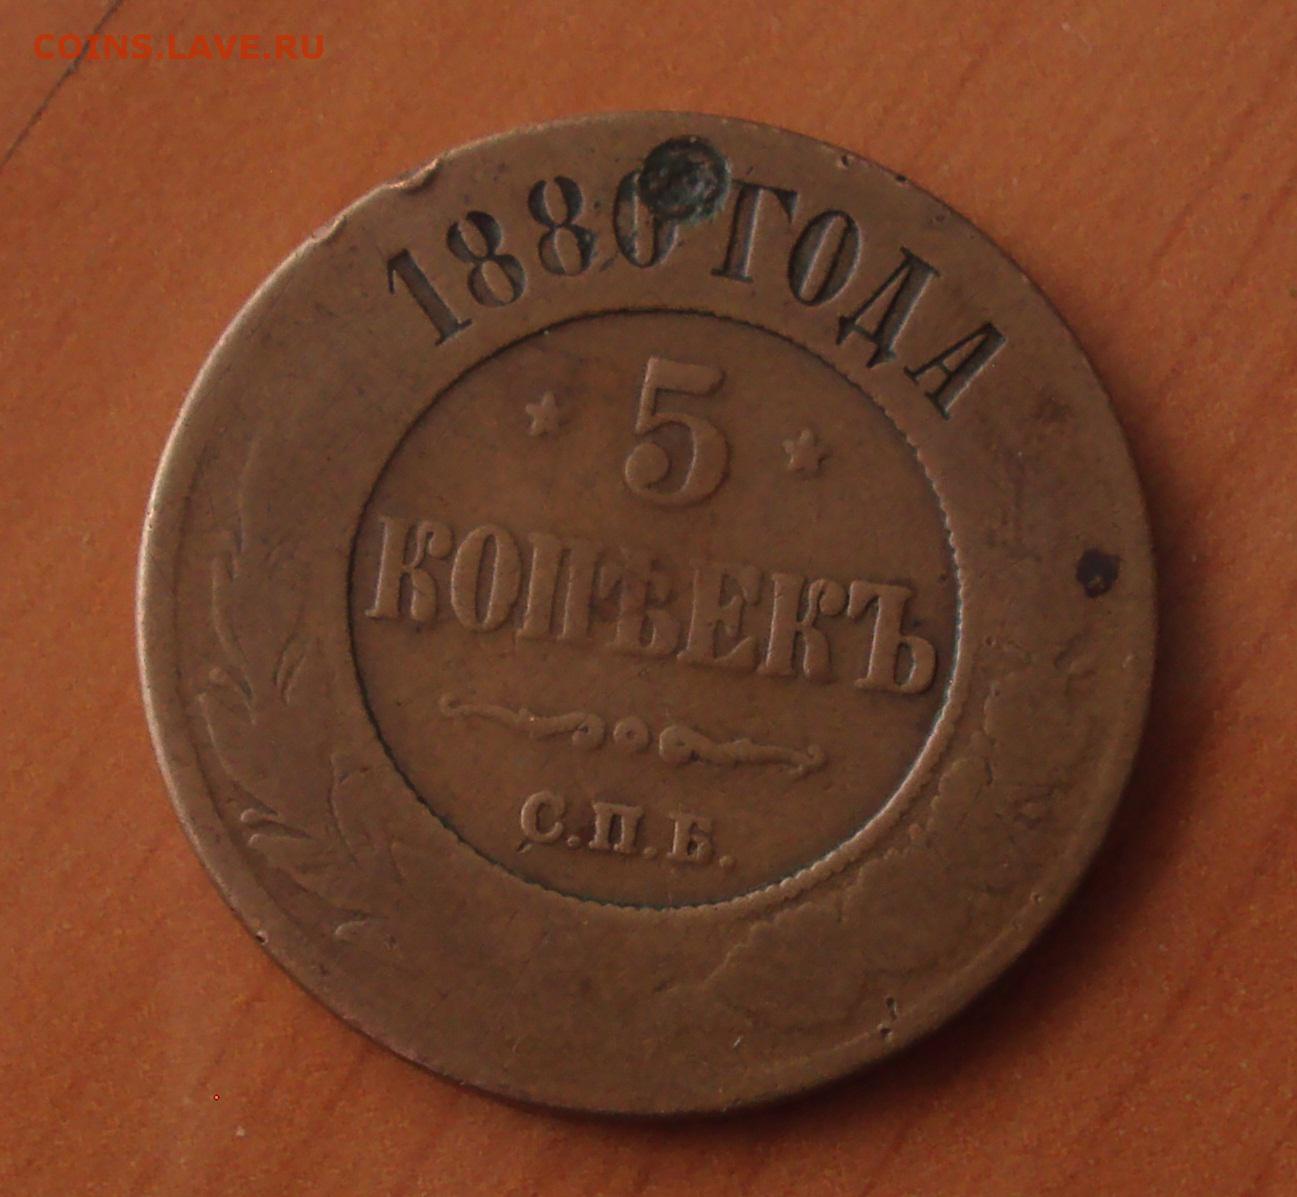 COINS.LAVE.RU
1880 ГОДА
5
КОПѢЕКЪ
С.П.Б.